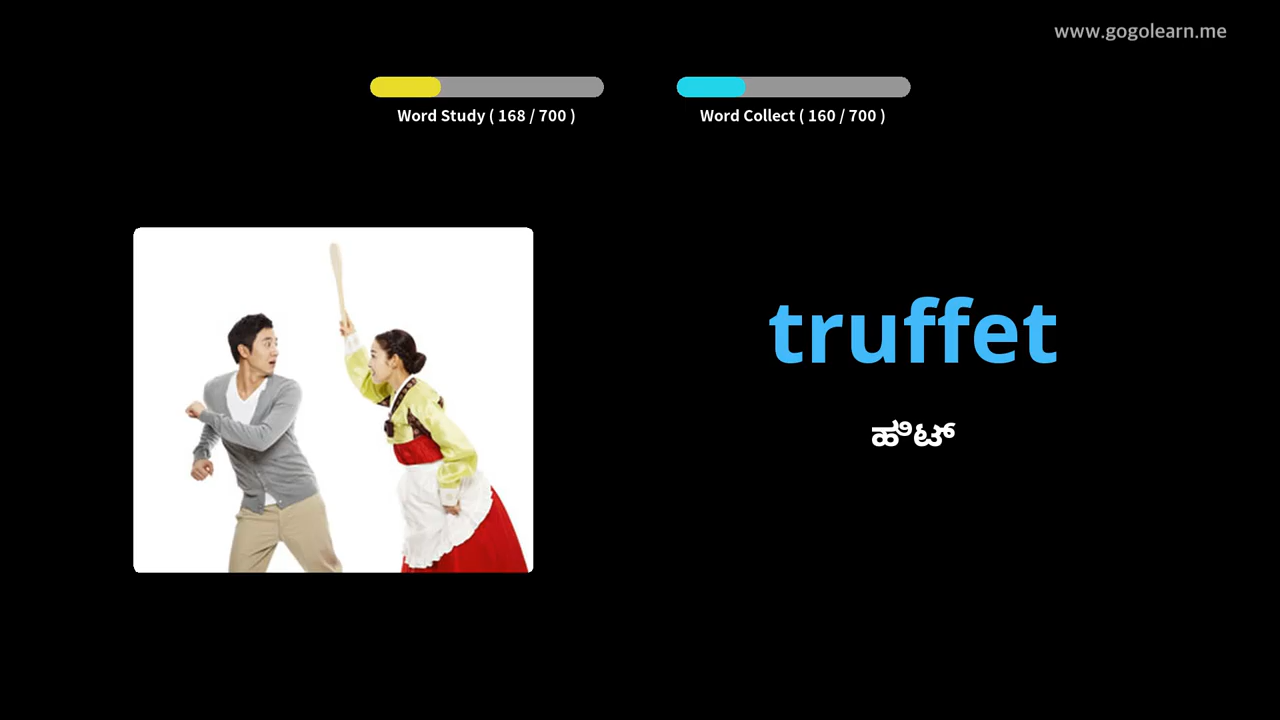 www.gogolearn.me
Word Study ( 168 / 700 )
Word Collect ( 160 / 700 )
truffet
ಹಿಟ್